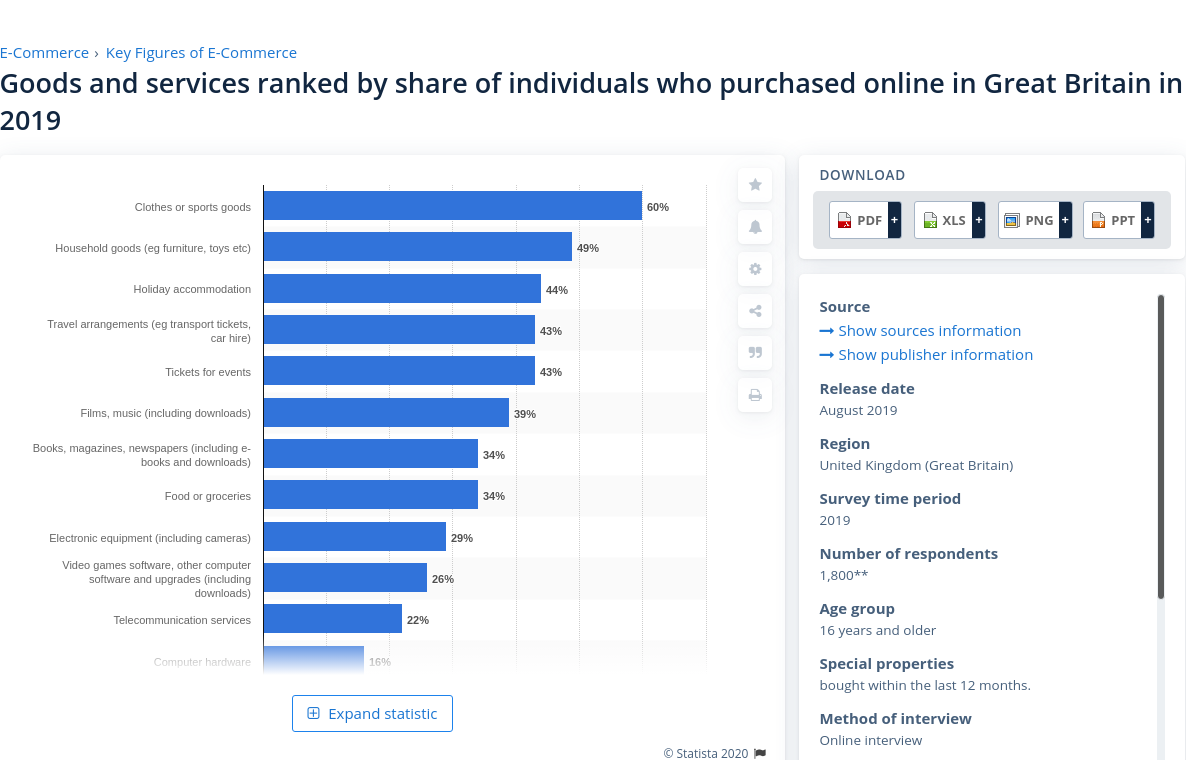 E-Commerce › Key Figures of E-Commerce
Goods and services ranked by share of individuals who purchased online in Great Britain in
2019
Clothes or sports goods 60%
Household goods (eg furniture, toys etc) 49%
Holiday accommodation 44%
Travel arrangements (eg transport tickets,
car hire) 43%
Tickets for events 43%
Films, music (including downloads) 39%
Books, magazines, newspapers (including e-
books and downloads) 34%
Food or groceries 34%
Electronic equipment (including cameras) 29%
Video games software, other computer
software and upgrades (including
downloads) 26%
Telecommunication services 22%
Computer hardware 16%
Expand statistic
© Statista 2020
DOWNLOAD
PDF + XLS + PNG + PPT +
Source
Show sources information
Show publisher information
Release date
August 2019
Region
United Kingdom (Great Britain)
Survey time period
2019
Number of respondents
1,800**
Age group
16 years and older
Special properties
bought within the last 12 months.
Method of interview
Online interview